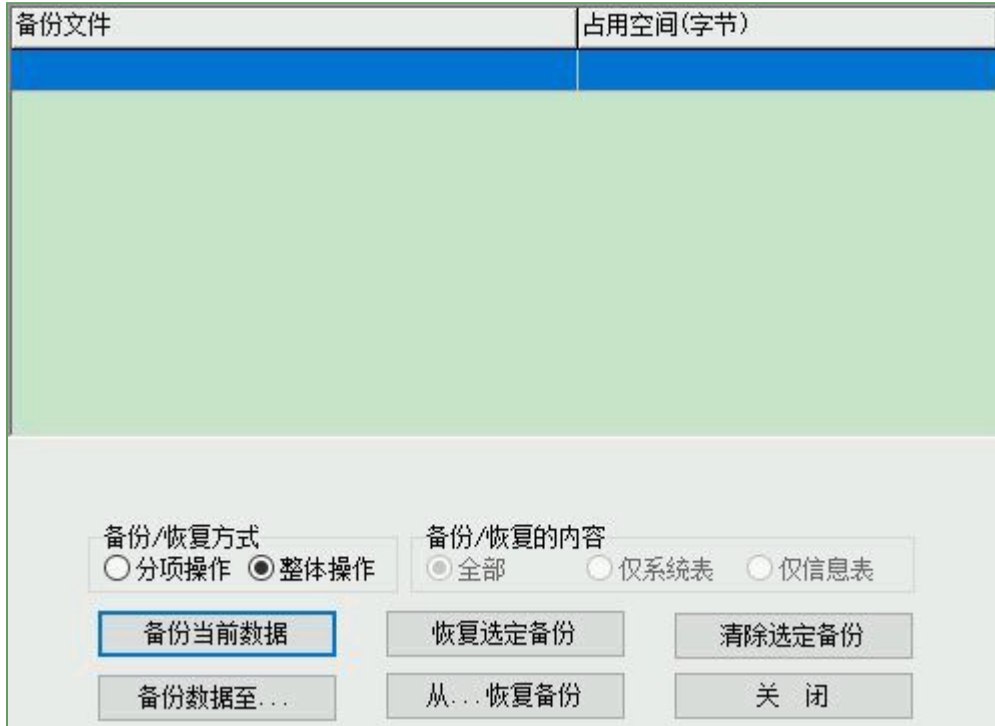 备份文件 占用空间(字节)
备份/恢复方式 备份/恢复的内容
分项操作 整体操作 全部 仅系统表 仅信息表
备份当前数据 恢复选定备份 清除选定备份
备份数据至... 从...恢复备份 关 闭